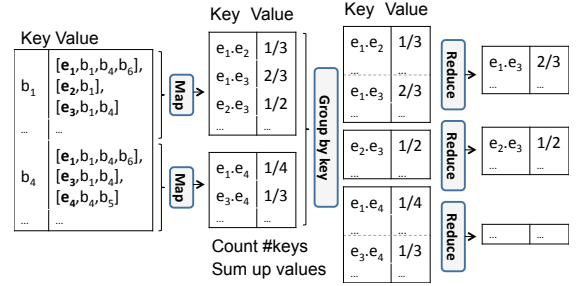 Key Value
b1
[e1,b1,b4,b6],
[e2,b1],
[e3,b1,b4]
... ...
b4
[e1,b1,b4,b6],
[e3,b1,b4],
[e4,b4,b5]
... ...
Map
Map
Key Value
e1.e2 1/3
e1.e3 2/3
e2.e3 1/2
... ...
e1.e4 1/4
e3.e4 1/3
... ...
Count #keys
Sum up values
Group by key
Key Value
e1.e2 1/3
... ...
e1.e3 2/3
... ...
e2.e3 1/2
... ...
e1.e4 1/4
... ...
e3.e4 1/3
... ...
Reduce
Reduce
Reduce
e1.e3 2/3
... ...
e2.e3 1/2
... ...
... ...